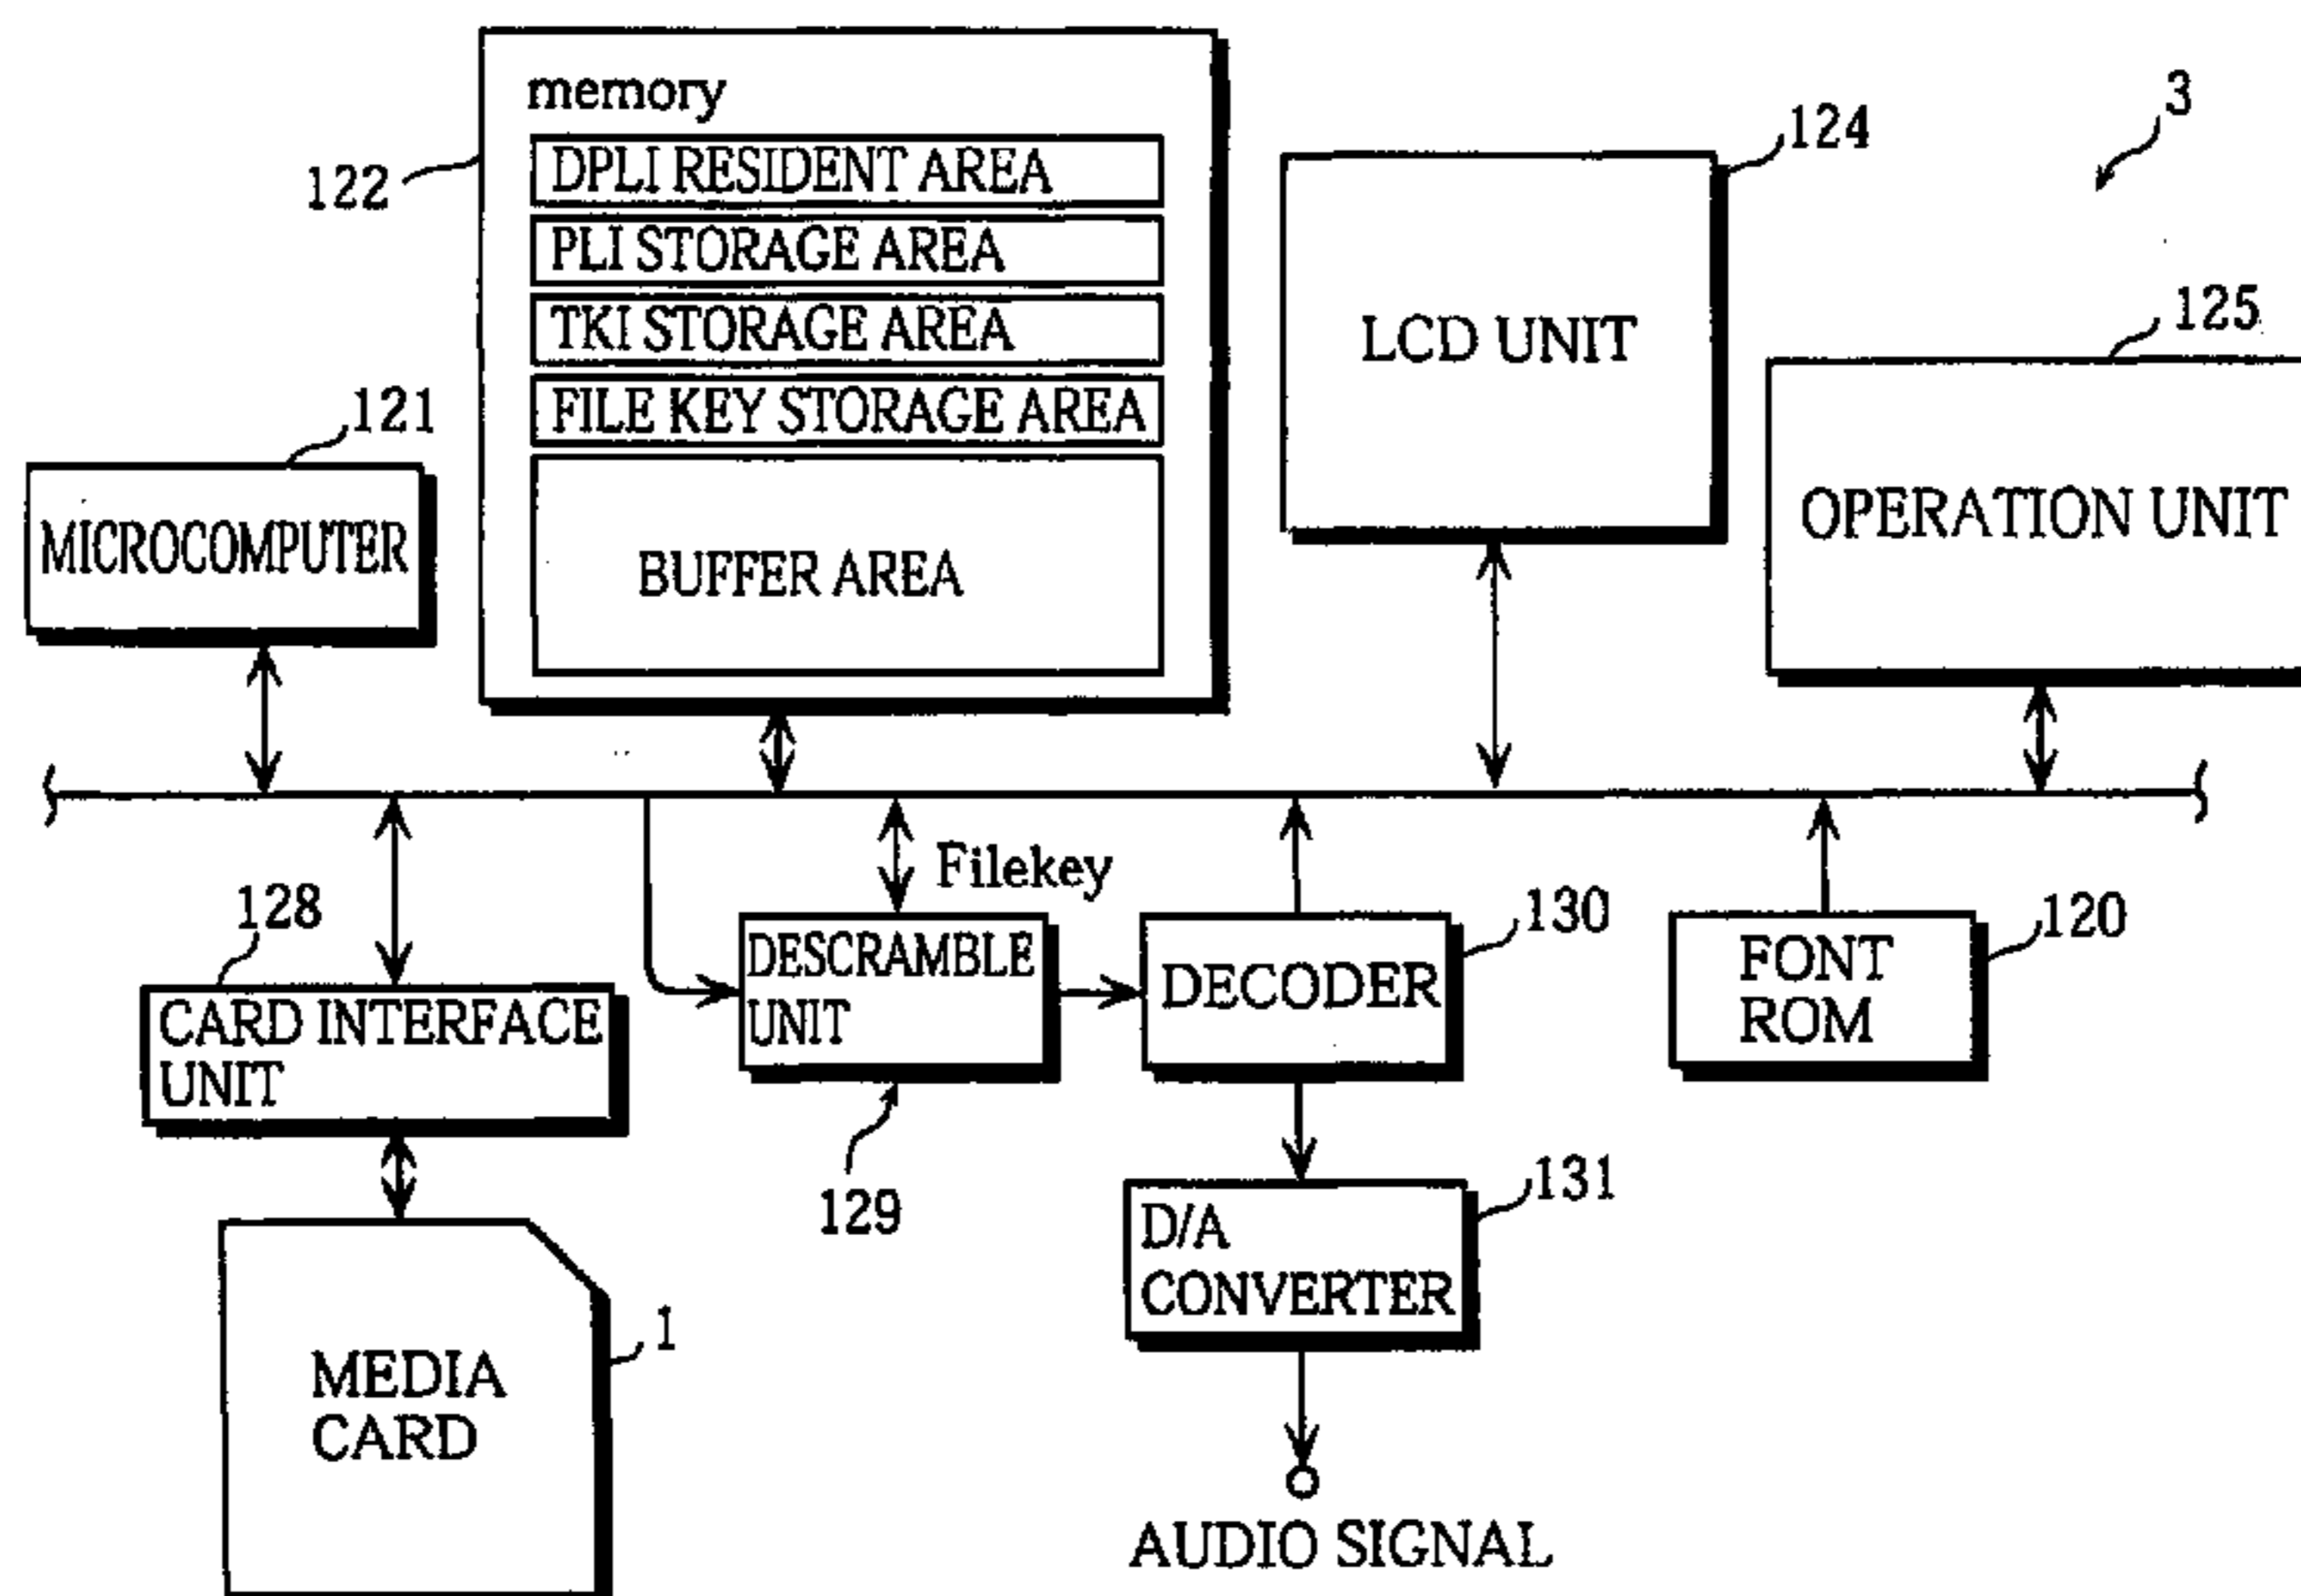 memory
3
124
DPLI RESIDENT AREA
122
PLI STORAGE AREA
125
TKI STORAGE AREA
LCD UNIT
FILE KEY STORAGE AREA
121
OPERATION UNIT
MICROCOMPUTER
BUFFER AREA
Filekey
128
130
120
DESCRAMBLE
UNIT
DECODER
FONT
ROM
CARD INTERFACE
UNIT
129
131
D/A
CONVERTER
1
MEDIA
CARD
AUDIO SIGNAL